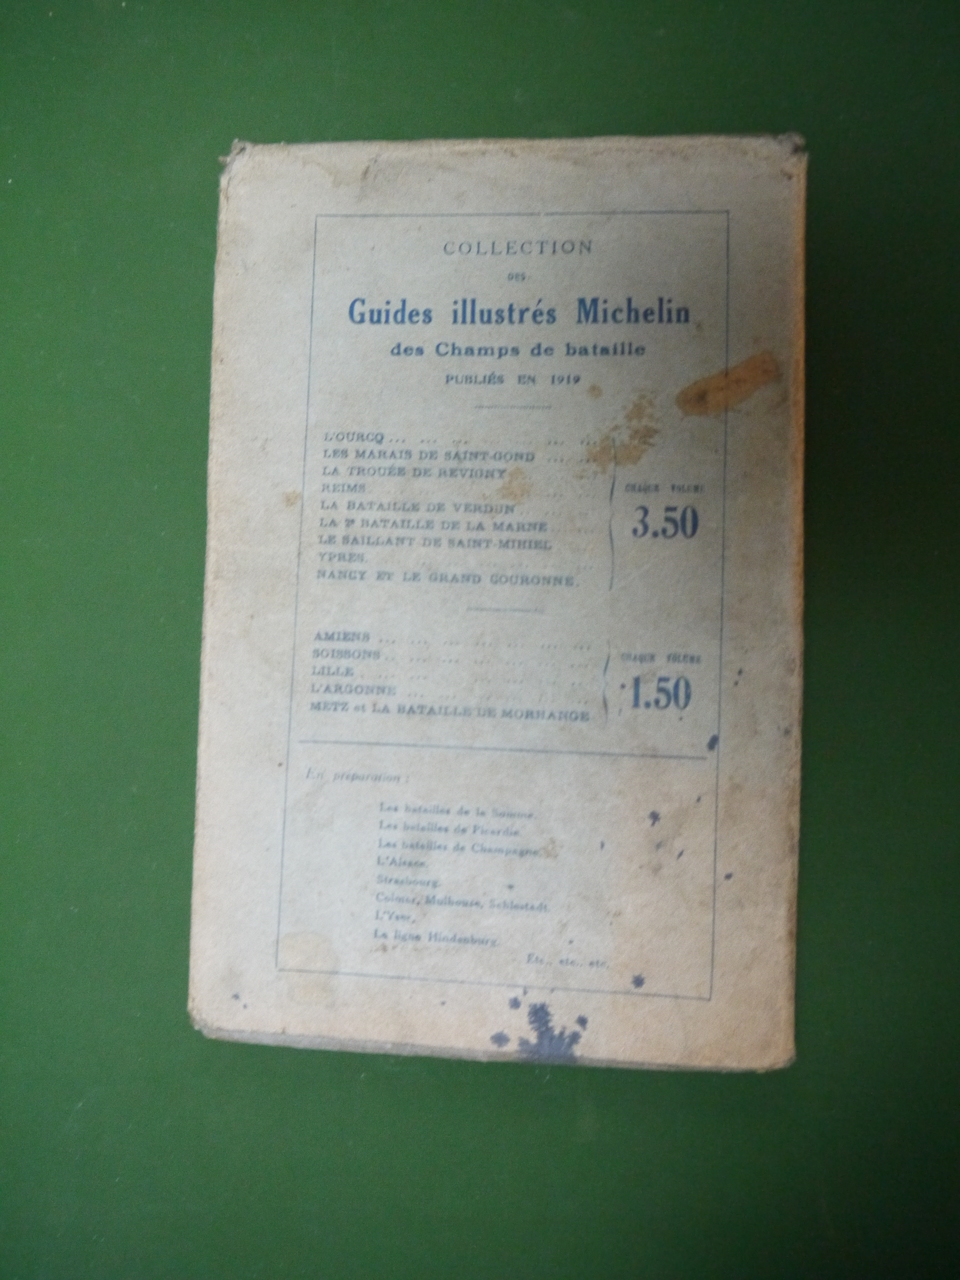 COLLECTION
DES
Guides illustrés Michelin
des Champs de bataille
PUBLIÉS EN 1919
L'OURCQ ... ... ... ... ... ... ...
LES MARAIS DE SAINT-GOND ... ...
LA TROUÉE DE REVIGNY
REIMS
LA BATAILLE DE VERDUN
LA 2e BATAILLE DE LA MARNE
LE SAILLANT DE SAINT-MIHIEL
YPRES
NANCY ET LE GRAND COURONNÉ.
CHAQUE VOLUME
3.50
AMIENS ... ... ... ... ... ... ...
SOISSONS ... ... ... ... ... ...
LILLE ... ... ... ... ... ...
L'ARGONNE ... ... ... ... ... ...
METZ et LA BATAILLE DE MORHANGE
CHAQUE VOLUME
1.50
En préparation :
Les batailles de la Somme.
Les batailles de Picardie.
Les batailles de Champagne.
L'Alsace.
Strasbourg.
Colmar, Mulhouse, Schlestadt.
L'Yser.
La ligne Hindenburg.
Etc., etc., etc.